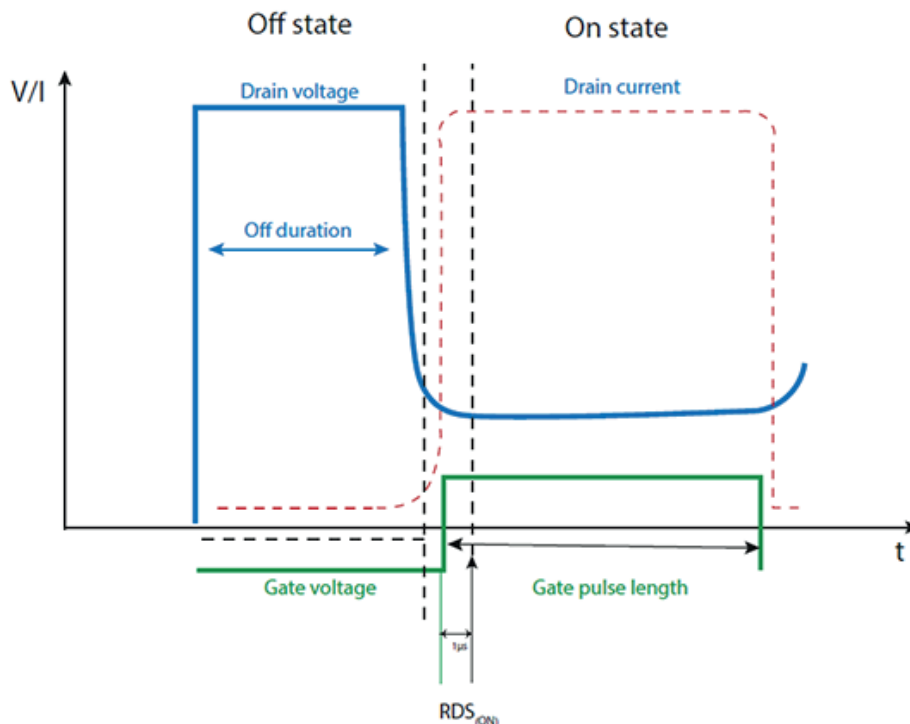 Off state
On state
V/I
Drain voltage
Drain current
Off duration
t
Gate voltage
Gate pulse length
1µs
RDS(ON)